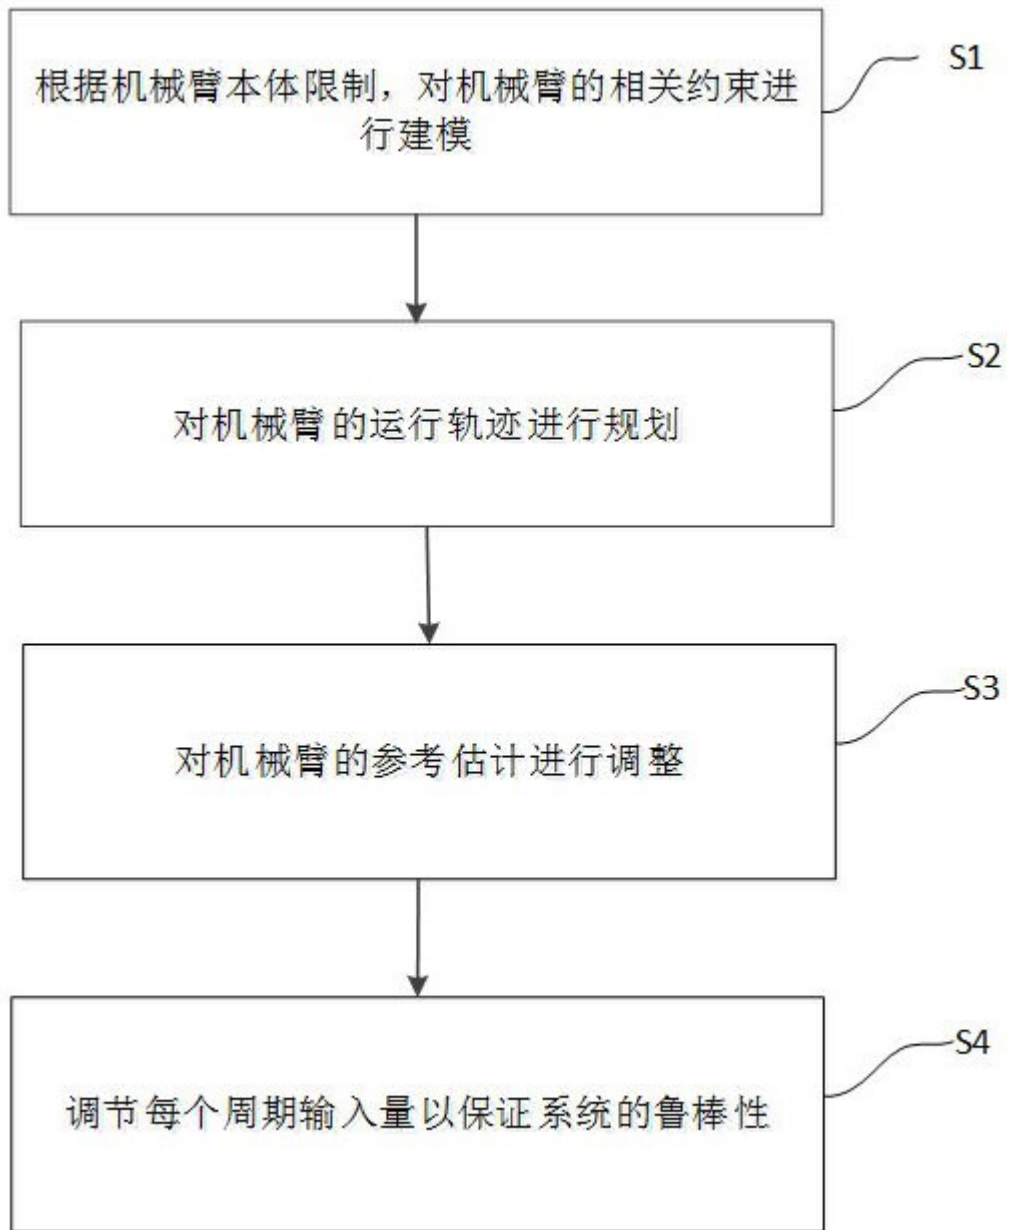 根据机械臂本体限制，对机械臂的相关约束进
行建模
S1
对机械臂的运行轨迹进行规划
S2
对机械臂的参考估计进行调整
S3
调节每个周期输入量以保证系统的鲁棒性
S4